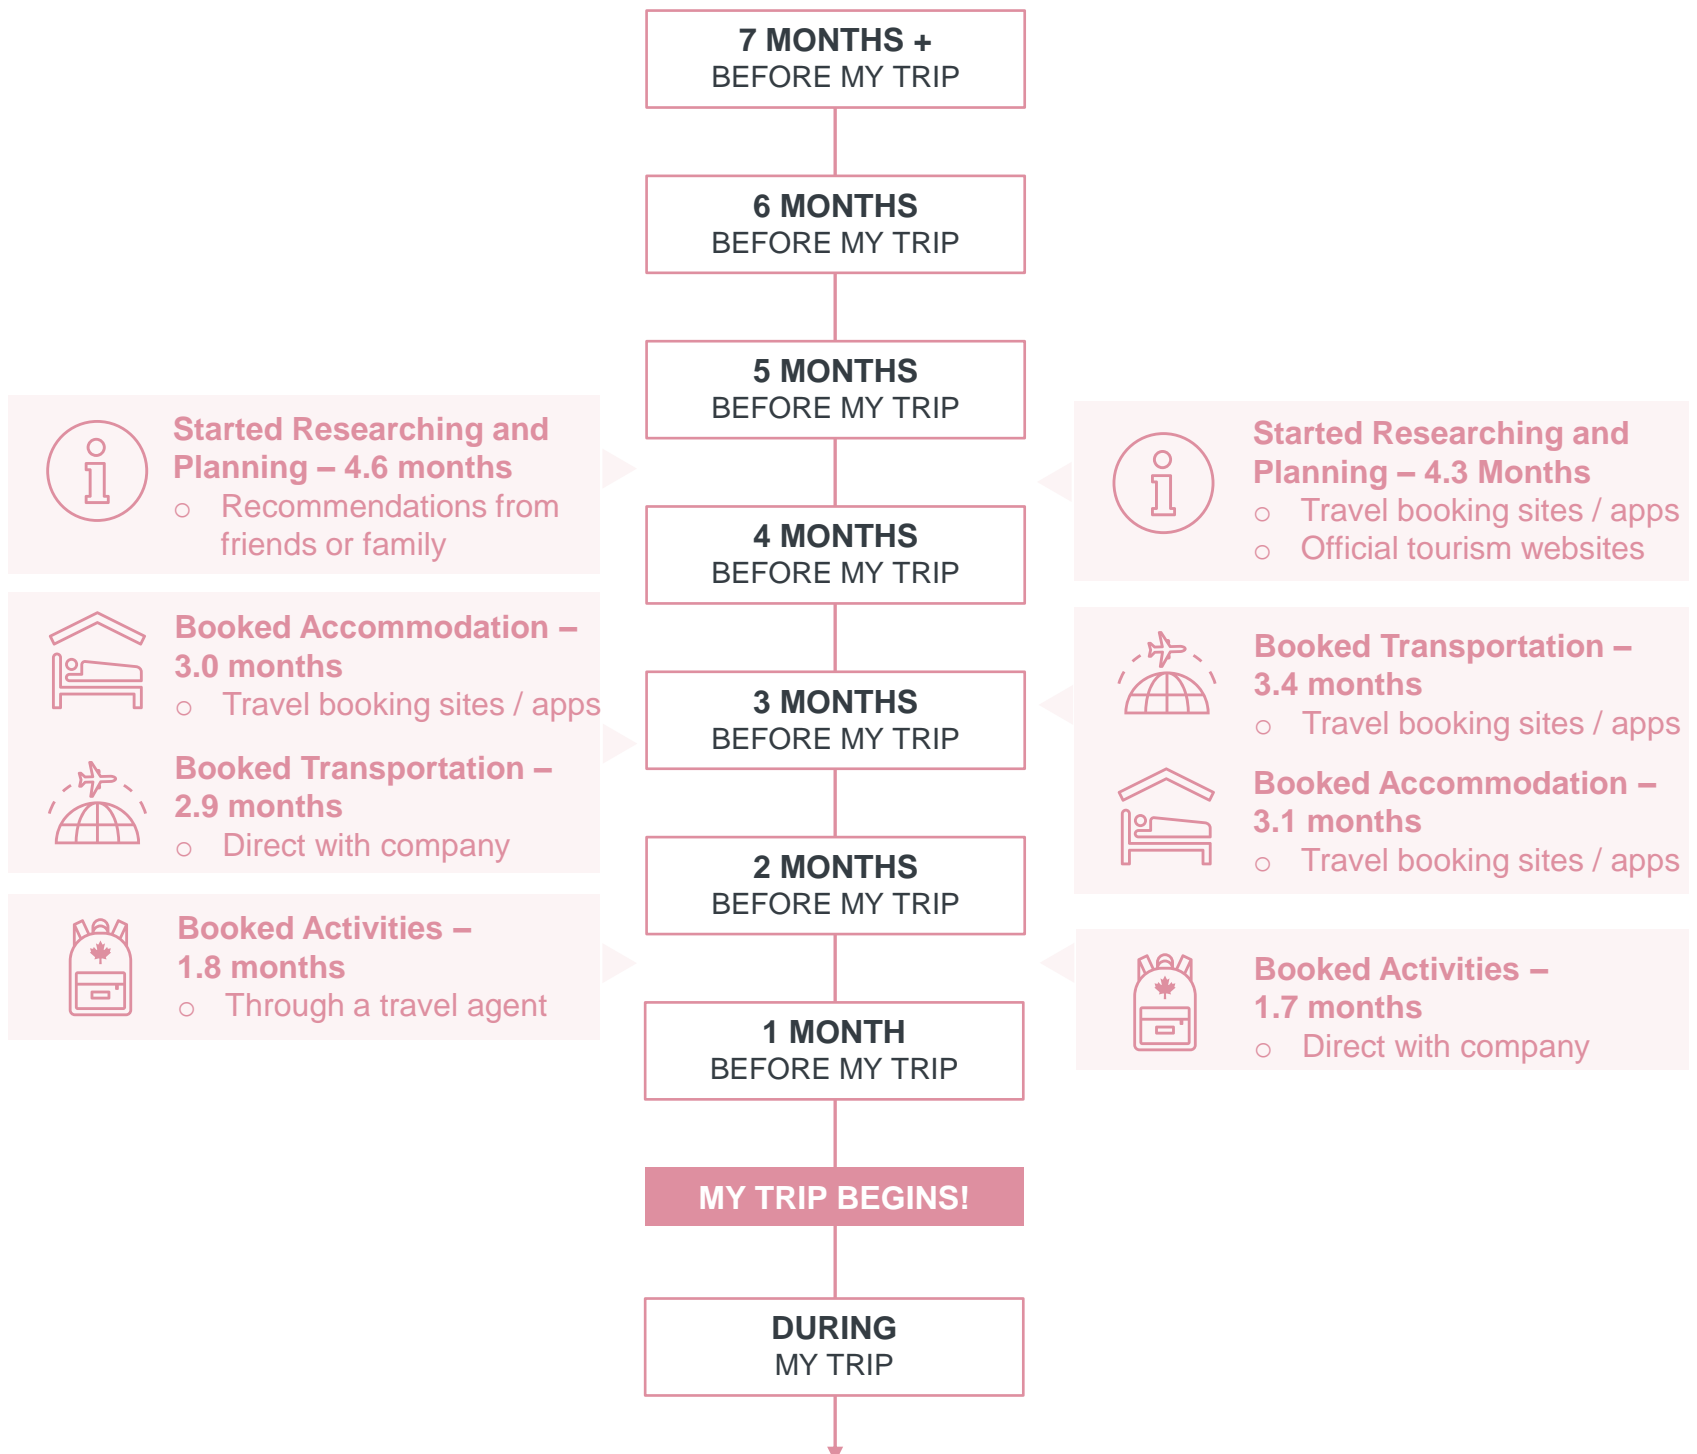 7 MONTHS +
BEFORE MY TRIP
6 MONTHS
BEFORE MY TRIP
5 MONTHS
BEFORE MY TRIP
4 MONTHS
BEFORE MY TRIP
3 MONTHS
BEFORE MY TRIP
2 MONTHS
BEFORE MY TRIP
1 MONTH
BEFORE MY TRIP
MY TRIP BEGINS!
DURING
MY TRIP
Started Researching and
Planning – 4.6 months
○ Recommendations from
friends or family
Booked Accommodation –
3.0 months
○ Travel booking sites / apps
Booked Transportation –
2.9 months
○ Direct with company
Booked Activities –
1.8 months
○ Through a travel agent
Started Researching and
Planning – 4.3 Months
○ Travel booking sites / apps
○ Official tourism websites
Booked Transportation –
3.4 months
○ Travel booking sites / apps
Booked Accommodation –
3.1 months
○ Travel booking sites / apps
Booked Activities –
1.7 months
○ Direct with company